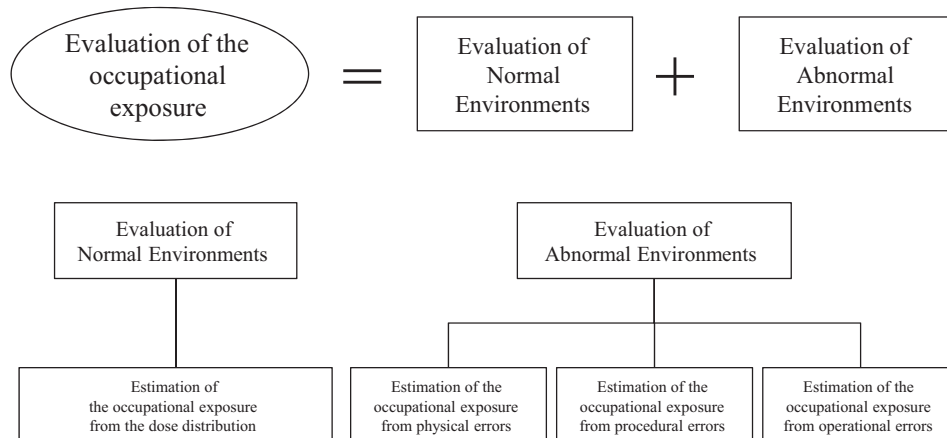 Evaluation of the
occupational
exposure
=
Evaluation of
Normal
Environments
+
Evaluation of
Abnormal
Environments
Evaluation of
Normal Environments
Evaluation of
Abnormal Environments
Estimation of
the occupational exposure
from the dose distribution
Estimation of the
occupational exposure
from physical errors
Estimation of the
occupational exposure
from procedural errors
Estimation of the
occupational exposure
from operational errors